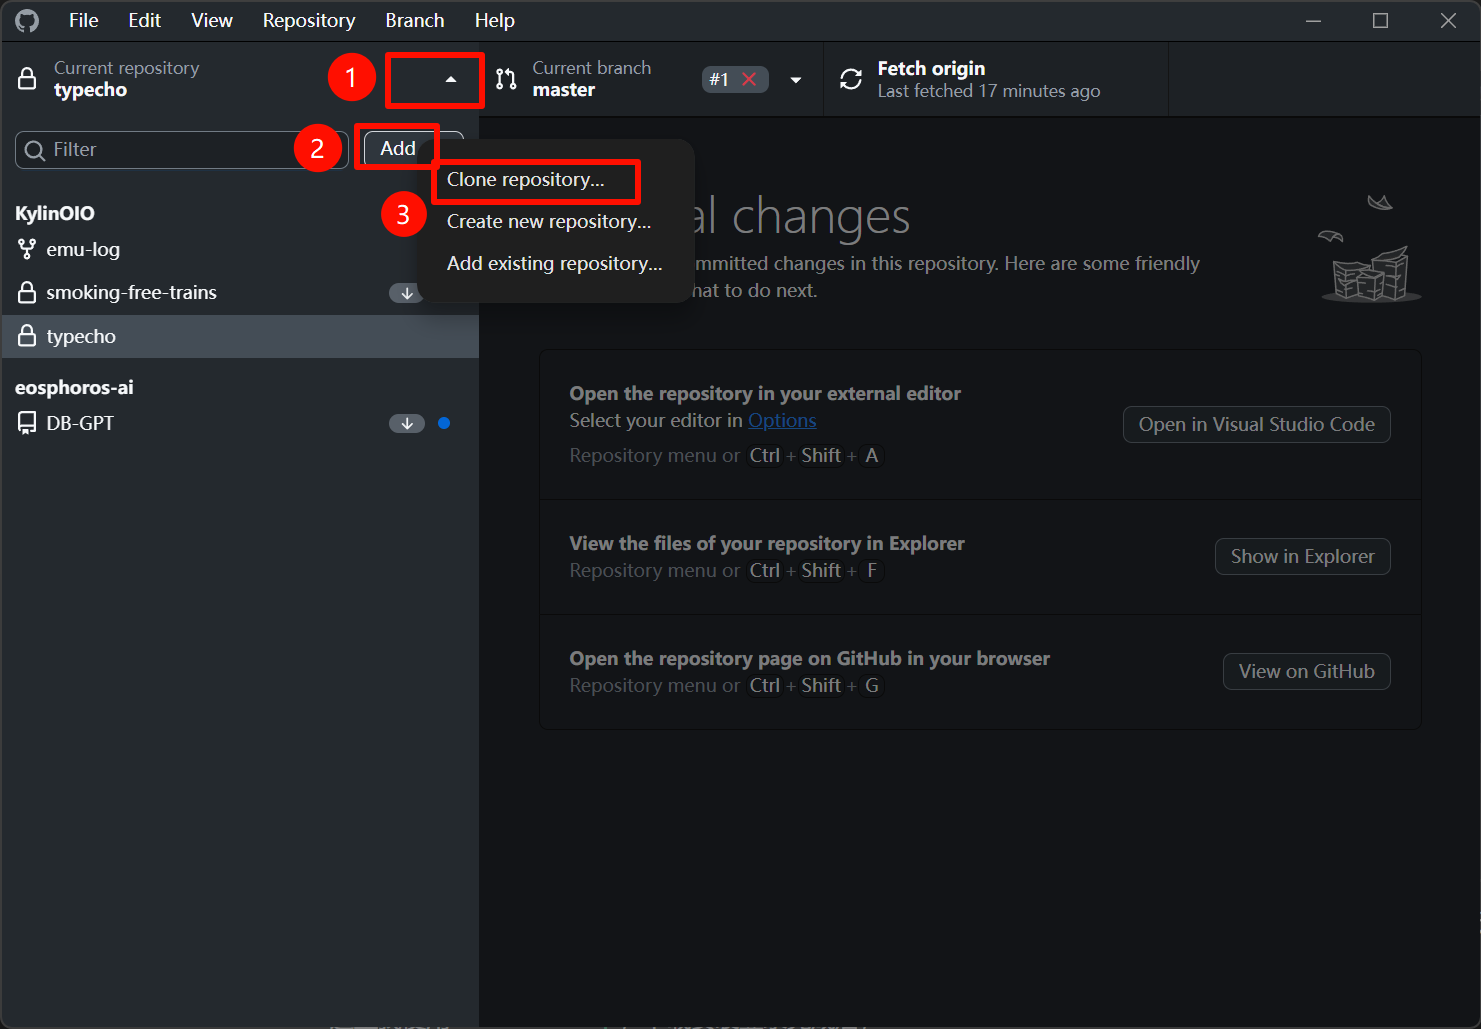 File Edit View Repository Branch Help
Current repository
typecho
1
Current branch
master
#1
Fetch origin
Last fetched 17 minutes ago
Filter
2
Add
Clone repository...
3
Create new repository...
Add existing repository...
KylinOIO
emu-log
smoking-free-trains
typecho
eosphoros-ai
DB-GPT
al changes
mmitted changes in this repository. Here are some friendly
hat to do next.
Open the repository in your external editor
Select your editor in Options
Repository menu or Ctrl + Shift + A
Open in Visual Studio Code
View the files of your repository in Explorer
Repository menu or Ctrl + Shift + F
Show in Explorer
Open the repository page on GitHub in your browser
Repository menu or Ctrl + Shift + G
View on GitHub